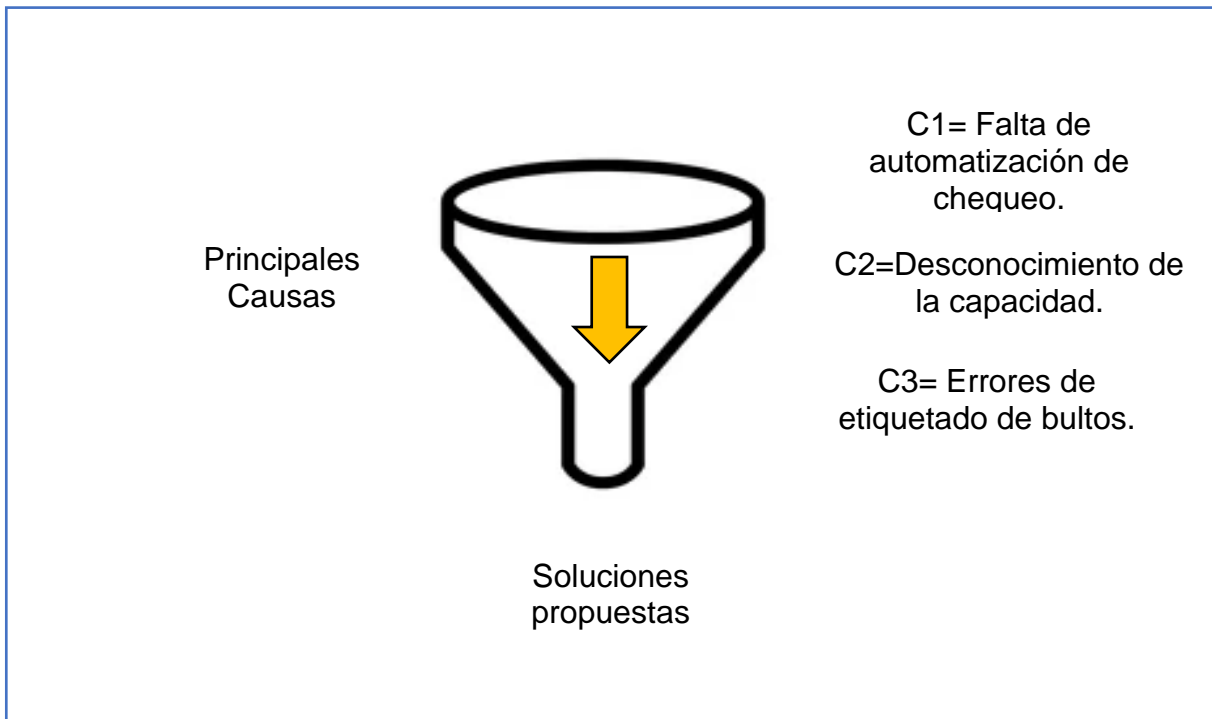 Principales
Causas
C1= Falta de
automatización de
chequeo.
C2=Desconocimiento de
la capacidad.
C3= Errores de
etiquetado de bultos.
Soluciones
propuestas